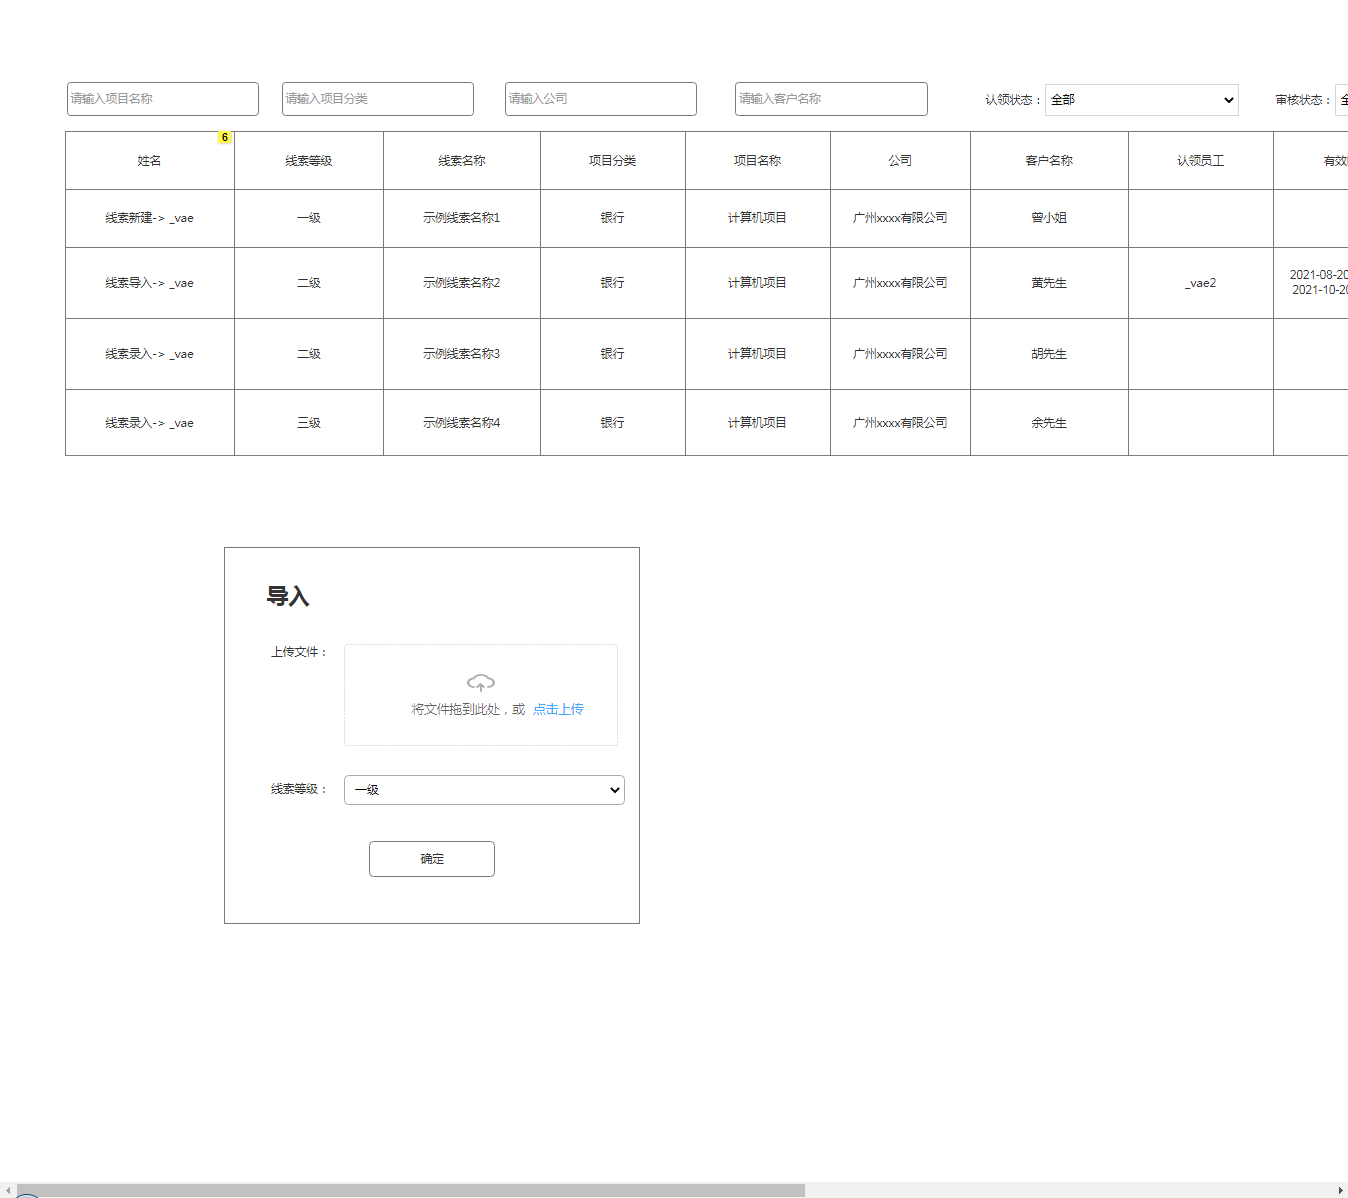 请输入项目名称 请输入项目分类 请输入公司 请输入客户名称 认领状态： 全部 审核状态：
6
姓名 线索等级 线索名称 项目分类 项目名称 公司 客户名称 认领员工 有效
线索新建-> _vae 一级 示例线索名称1 银行 计算机项目 广州xxxx有限公司 曾小姐
线索导入-> _vae 二级 示例线索名称2 银行 计算机项目 广州xxxx有限公司 黄先生 _vae2 2021-08-20
2021-10-20
线索录入-> _vae 二级 示例线索名称3 银行 计算机项目 广州xxxx有限公司 胡先生
线索录入-> _vae 三级 示例线索名称4 银行 计算机项目 广州xxxx有限公司 余先生
导入
上传文件：
将文件拖到此处，或 点击上传
线索等级： 一级
确定